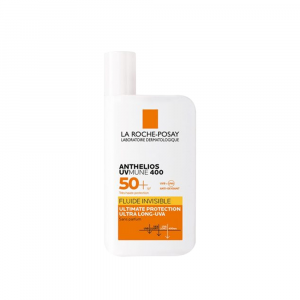 LA ROCHE-POSAY
LABORATOIRE DERMATOLOGIQUE
ANTHELIOS
UVMUNE 400
50+
FLUIDE INVISIBLE
ULTIMATE PROTECTION
ULTRA LONG-UVA